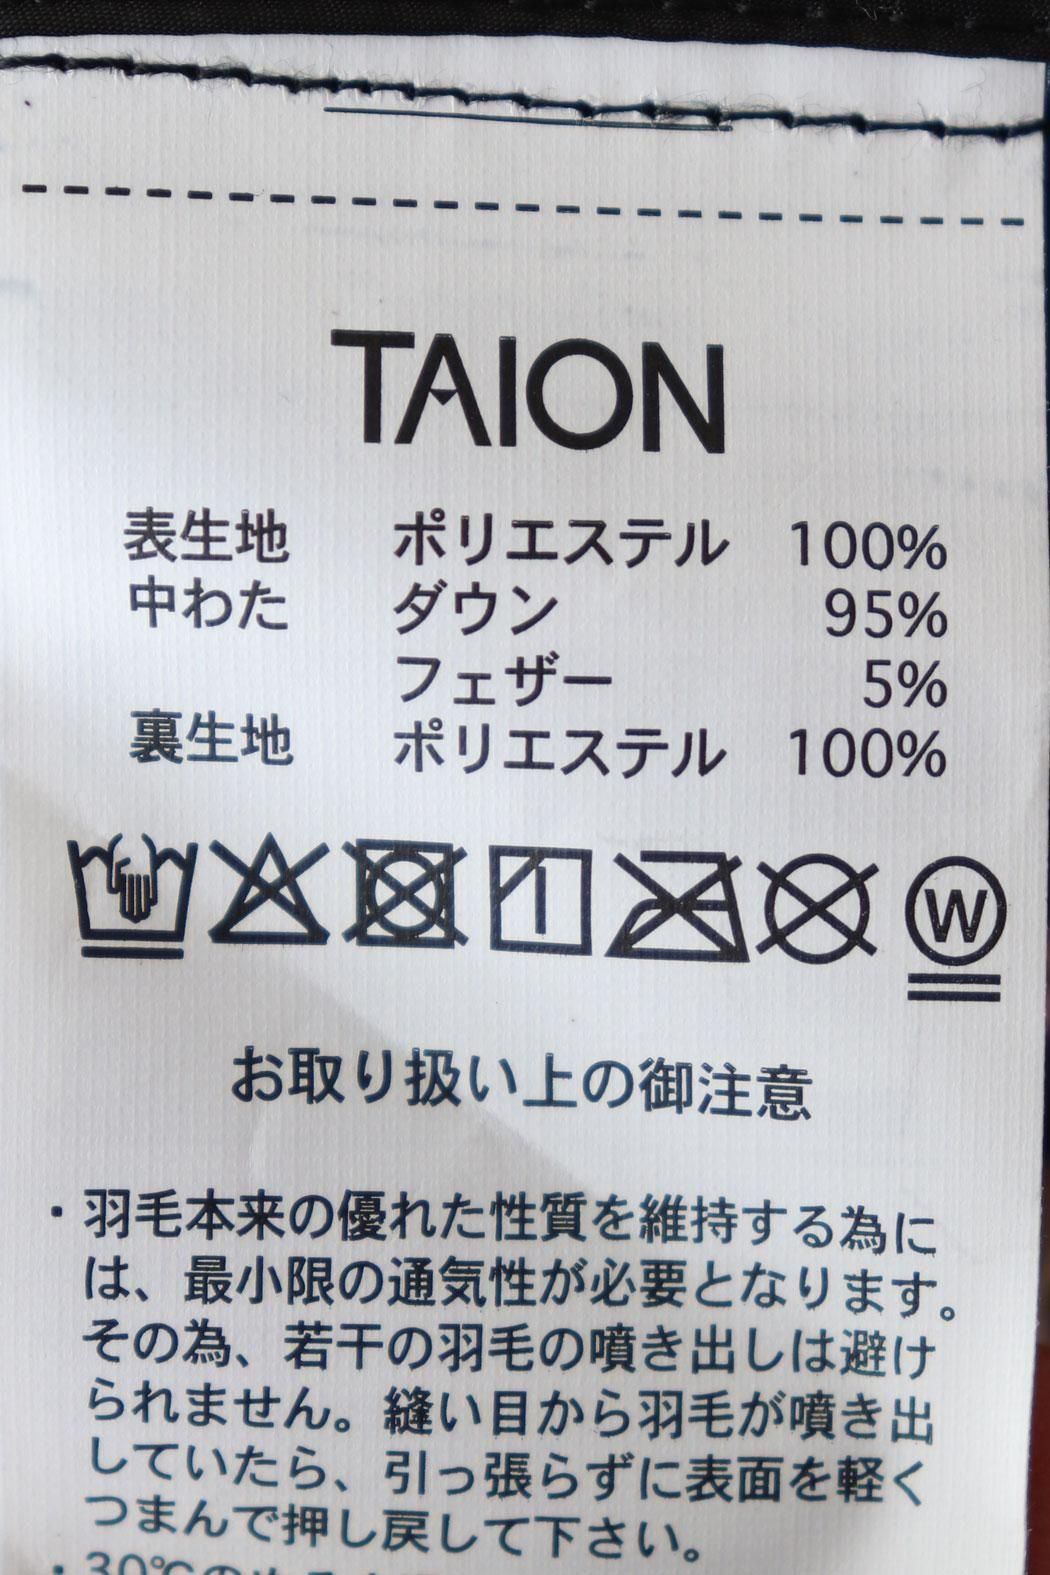 TAION
表生地 ポリエステル 100%
中わた ダウン 95%
フェザー 5%
裏生地 ポリエステル 100%
W
お取り扱い上の御注意
・羽毛本来の優れた性質を維持する為に
は、最小限の通気性が必要となります。
その為、若干の羽毛の噴き出しは避け
られません。縫い目から羽毛が噴き出
していたら、引っ張らずに表面を軽く
つまんで押し戻して下さい。
・30℃の